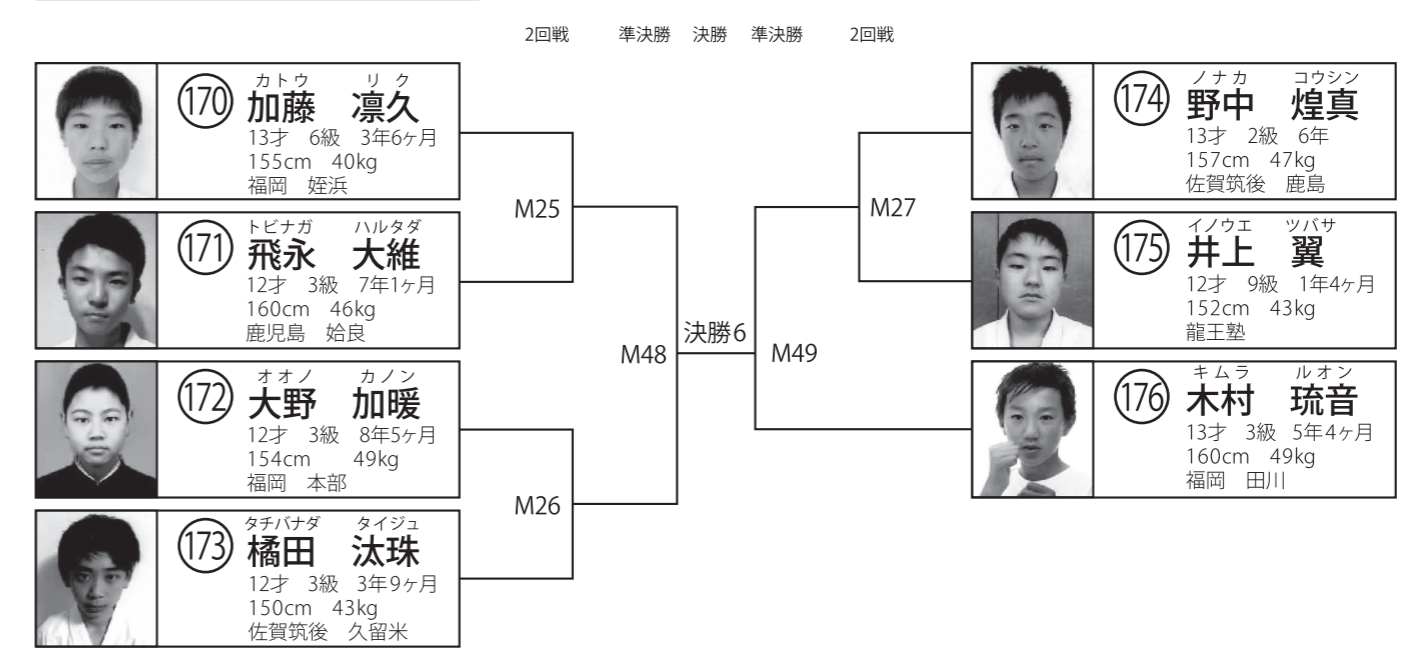 2回戦 準決勝 決勝 準決勝 2回戦
170
カトウ リク
加藤 凛久
13才 6級 3年6ヶ月
155cm 40kg
福岡 姪浜
171
トビナガ ハルタダ
飛永 大維
12才 3級 7年1ヶ月
160cm 46kg
鹿児島 姶良
172
オオノ カノン
大野 加暖
12才 3級 8年5ヶ月
154cm 49kg
福岡 本部
173
タチバナダ タイジュ
橘田 汰珠
12才 3級 3年9ヶ月
150cm 43kg
佐賀筑後 久留米
M25
M26
M48
決勝6
M49
M27
174
ノナカ コウシン
野中 煌真
13才 2級 6年
157cm 47kg
佐賀筑後 鹿島
175
イノウエ ツバサ
井上 翼
12才 9級 1年4ヶ月
152cm 43kg
龍王塾
176
キムラ ルオン
木村 琉音
13才 3級 5年4ヶ月
160cm 49kg
福岡 田川